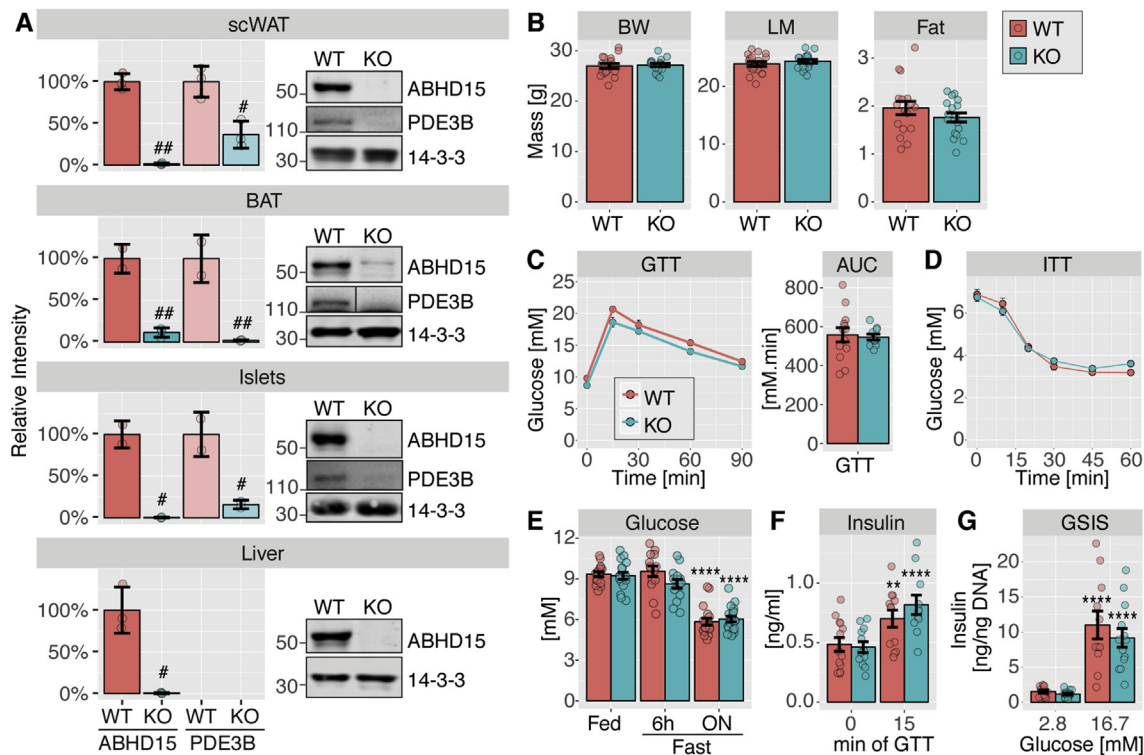 A
scWAT
100%
50%
0%
##
#
WT KO
50
ABHD15
110
PDE3B
30
14-3-3
BAT
100%
50%
0%
##
##
WT KO
50
ABHD15
110
PDE3B
30
14-3-3
Relative Intensity
Islets
100%
50%
0%
#
#
WT KO
50
ABHD15
110
PDE3B
30
14-3-3
Liver
100%
50%
0%
#
WT KO
50
ABHD15
30
14-3-3
WT KO WT KO
ABHD15 PDE3B
B
BW
LM
Fat
WT
KO
Mass [g]
30
20
10
0
WT KO
20
10
0
WT KO
3
2
1
0
WT KO
C
GTT
Glucose [mM]
25
20
15
10
5
0
WT
KO
0 15 30 60 90
Time [min]
AUC
[mM.min]
800
600
400
200
0
GTT
D
ITT
Glucose [mM]
6
4
2
0
0 15 30 45 60
Time [min]
E
Glucose
[mM]
12
9
6
3
0
**** ****
Fed 6h ON
Fast
F
Insulin
[ng/ml]
1.0
0.5
0.0
** ****
0 15
min of GTT
G
GSIS
Insulin
[ng/ng DNA]
20
15
10
5
0
****
****
2.8 16.7
Glucose [mM]